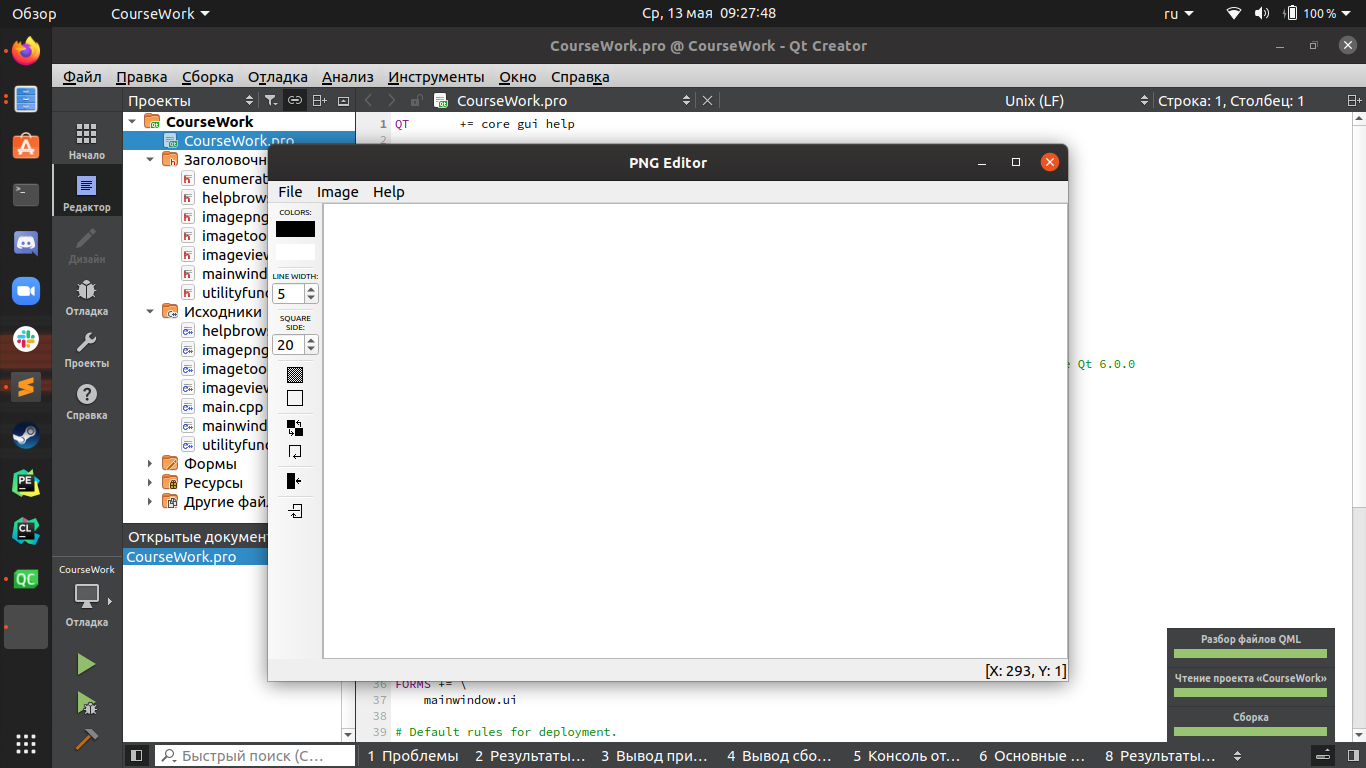 Обзор CourseWork Ср, 13 мая 09:27:48 ru 100 %
CourseWork.pro @ CourseWork - Qt Creator
Файл Правка Сборка Отладка Анализ Инструменты Окно Справка
Проекты CourseWork.pro Unix (LF) Строка: 1, Столбец: 1
Начало
Редактор
Дизайн
Отладка
Проекты
Справка
CourseWork
Отладка
CourseWork
CourseWork.pro
Заголовочн
enumerat
helpbrows
imagepng
imagetoo
imageview
mainwind
utilityfunc
Исходники
helpbrows
imagepng
imagetoo
imageview
main.cpp
mainwind
utilityfunc
Формы
Ресурсы
Другие фай
Открытые документ
CourseWork.pro
1 QT += core gui help
2
PNG Editor
File Image Help
COLORS:
LINE WIDTH:
5
SQUARE
SIDE:
20
[X: 293, Y: 1]
Qt 6.0.0
36 FORMS += \
37 mainwindow.ui
38
39 # Default rules for deployment.
Разбор файлов QML
Чтение проекта «CourseWork»
Сборка
Быстрый поиск (C... 1 Проблемы 2 Результаты... 3 Вывод при... 4 Вывод сбо... 5 Консоль от... 6 Основные ... 8 Результаты...